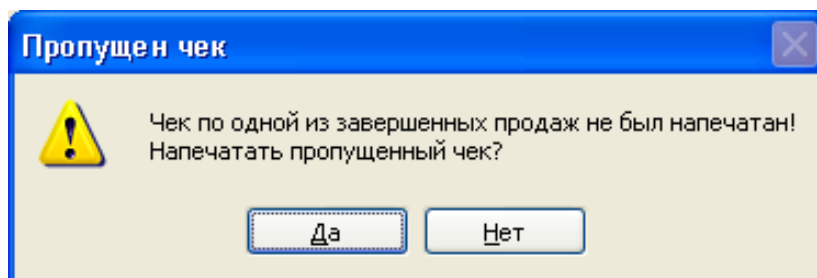 Пропущен чек
Чек по одной из завершенных продаж не был напечатан!
Напечатать пропущенный чек?
Да
Нет